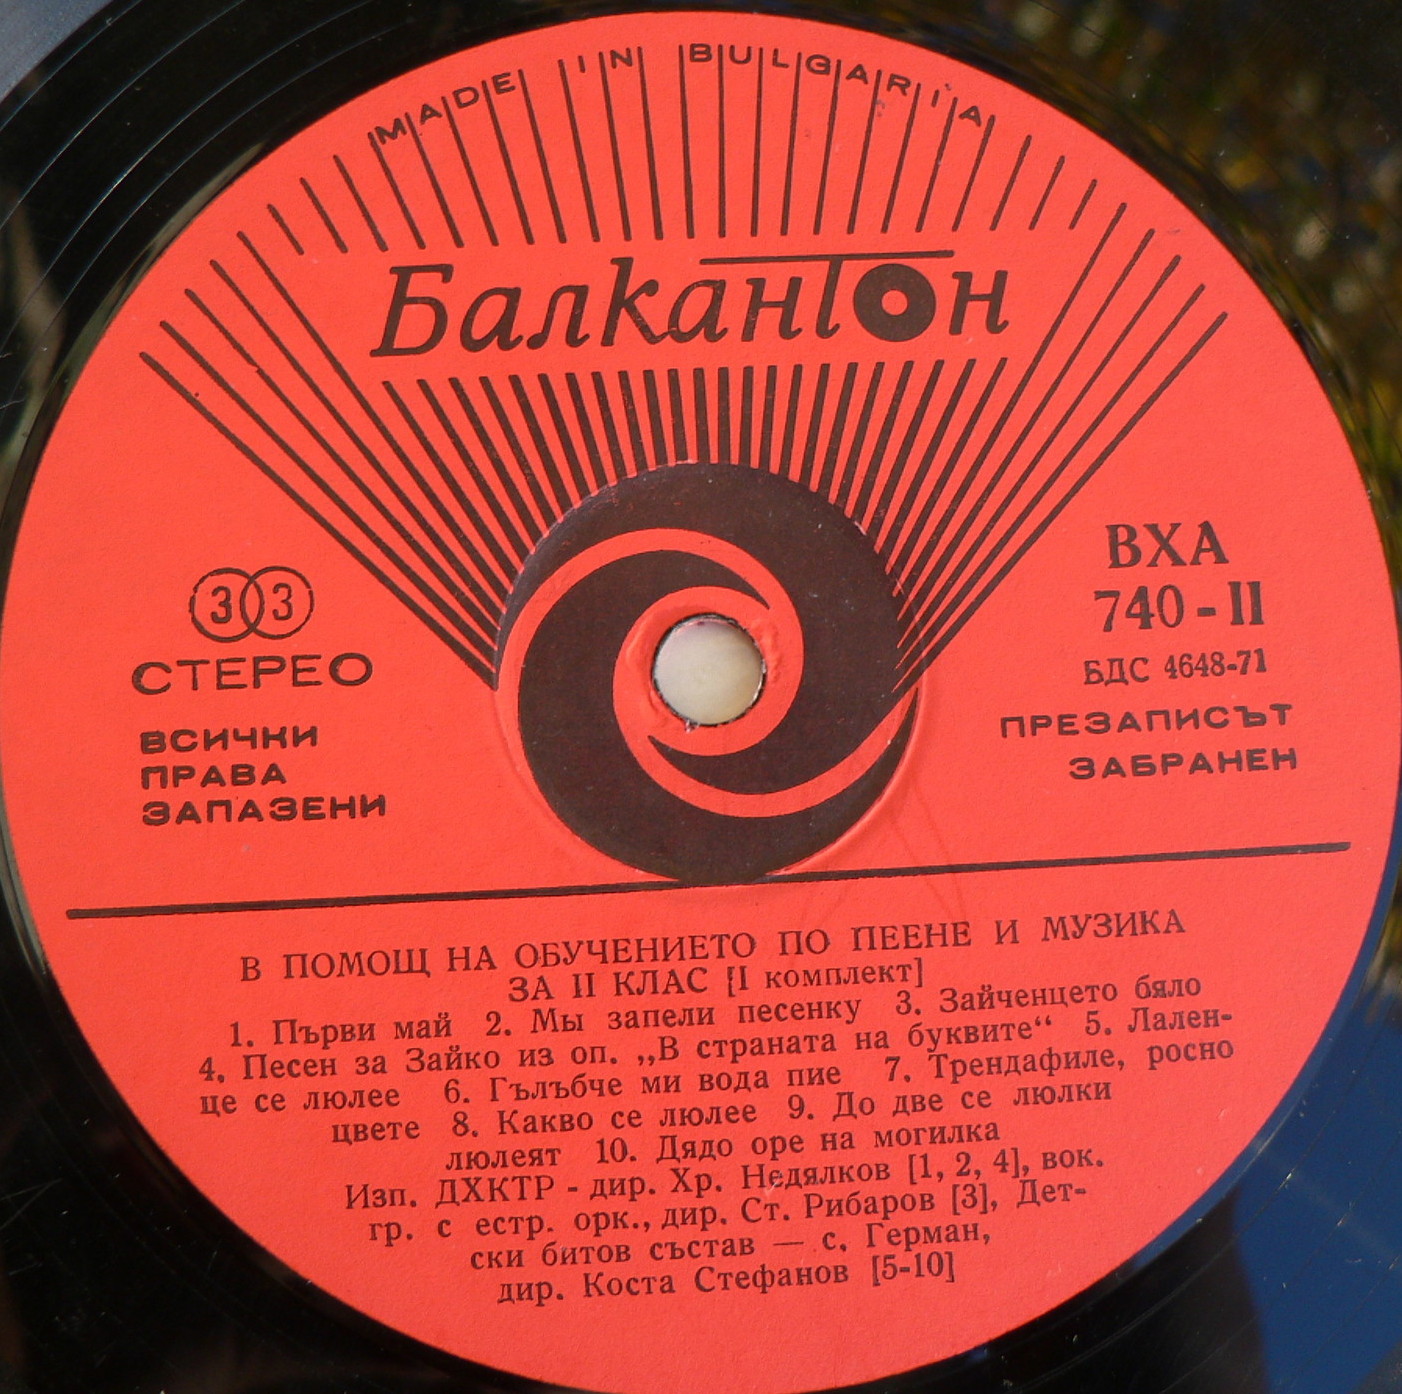 MADE IN BULGARIA
Балкантон
33
СТЕРЕО
ВСИЧКИ
ПРАВА
ЗАПАЗЕНИ
ВХА
740-II
БДС 4648-71
ПРЕЗАПИСЪТ
ЗАБРАНЕН
В ПОМОЩ НА ОБУЧЕНИЕТО ПО ПЕЕНЕ И МУЗИКА
ЗА II КЛАС [I комплект]
1. Първи май 2. Мы запели песенку 3. Зайченцето бяло
4. Песен за Зайко из оп. „В страната на буквите“ 5. Лален-
це се люлее 6. Гълъбче ми вода пие 7. Трендафиле, росно
цвете 8. Какво се люлее 9. До две се люлки
люлеят 10. Дядо оре на могилка
Изп. ДХКТР - дир. Хр. Недялков [1, 2, 4], вок.
гр. с естр. орк., дир. Ст. Рибаров [3], Дет-
ски битов състав — с. Герман,
дир. Коста Стефанов [5-10]